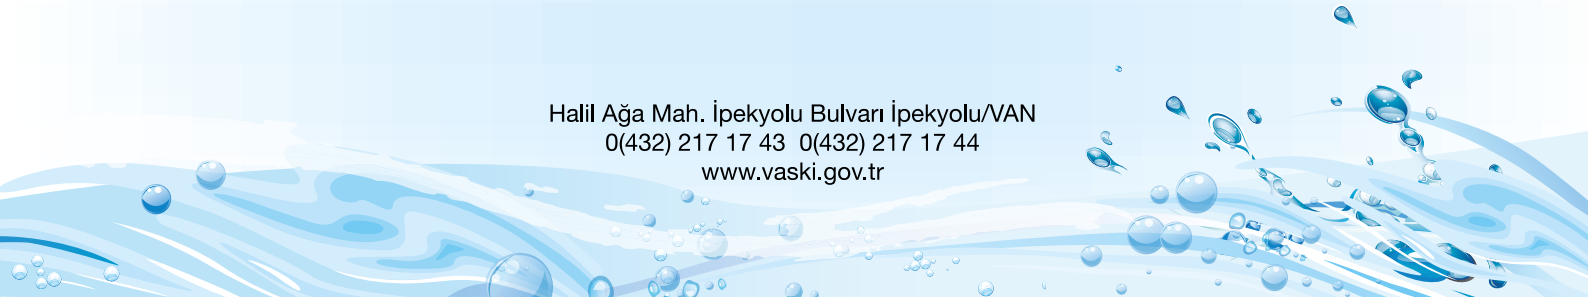 Halil Ağa Mah. İpekyolu Bulvarı İpekyolu/VAN
0(432) 217 17 43  0(432) 217 17 44
www.vaski.gov.tr